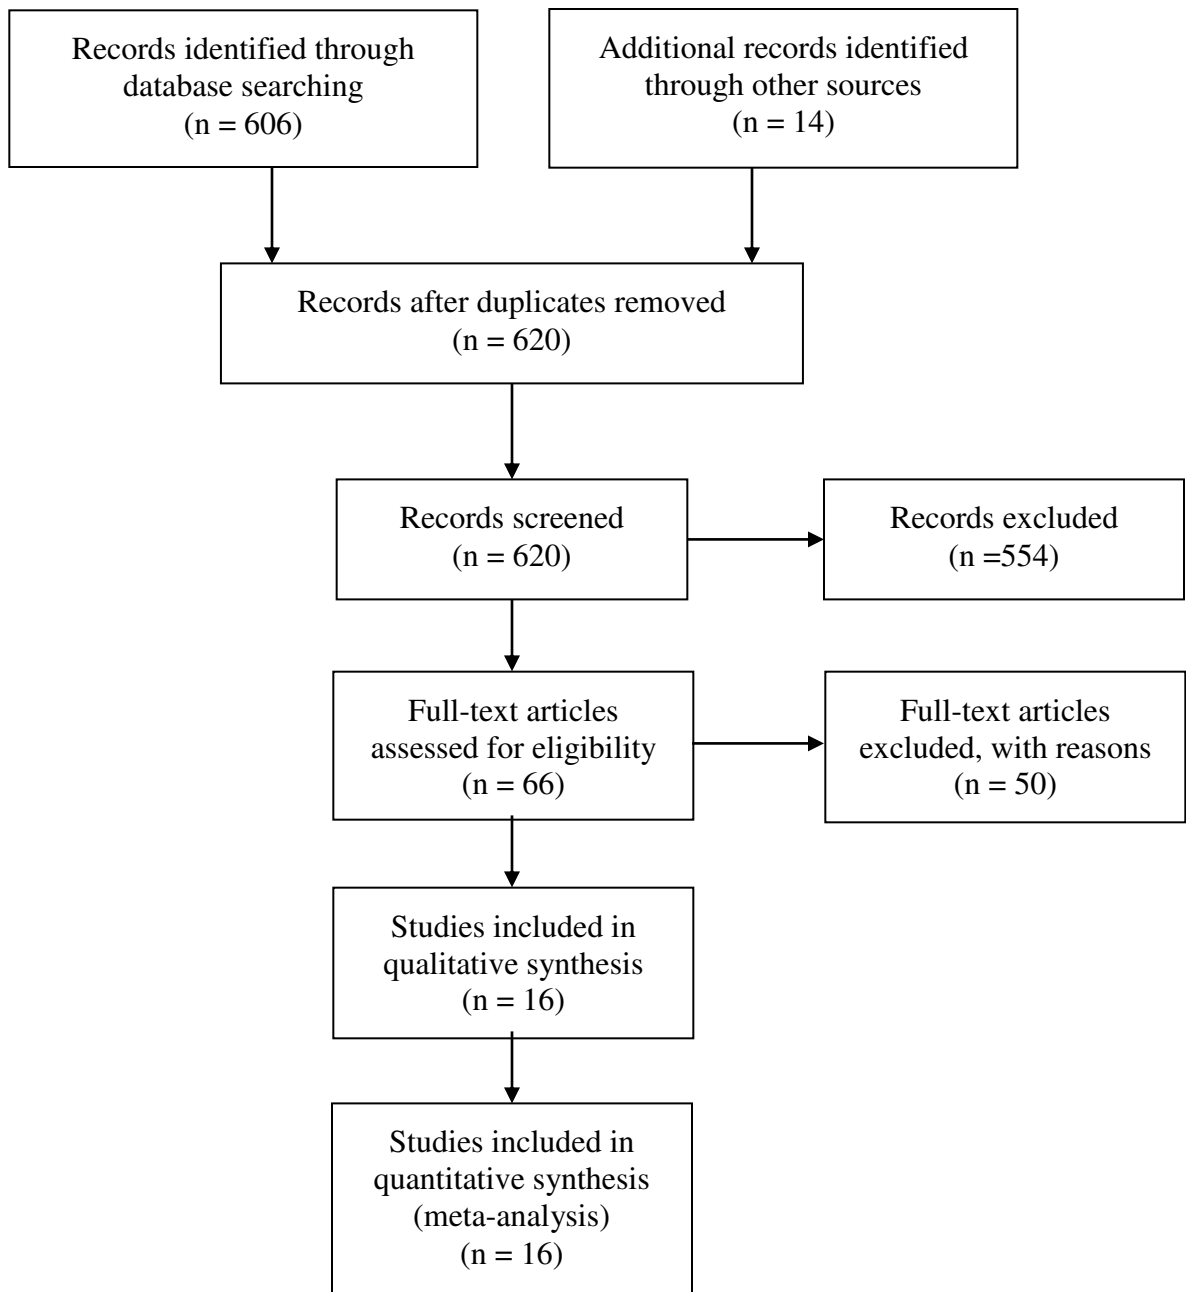 Records identified through
database searching
(n = 606)
Additional records identified
through other sources
(n = 14)
Records after duplicates removed
(n = 620)
Records screened
(n = 620)
Records excluded
(n =554)
Full-text articles
assessed for eligibility
(n = 66)
Full-text articles
excluded, with reasons
(n = 50)
Studies included in
qualitative synthesis
(n = 16)
Studies included in
quantitative synthesis
(meta-analysis)
(n = 16)